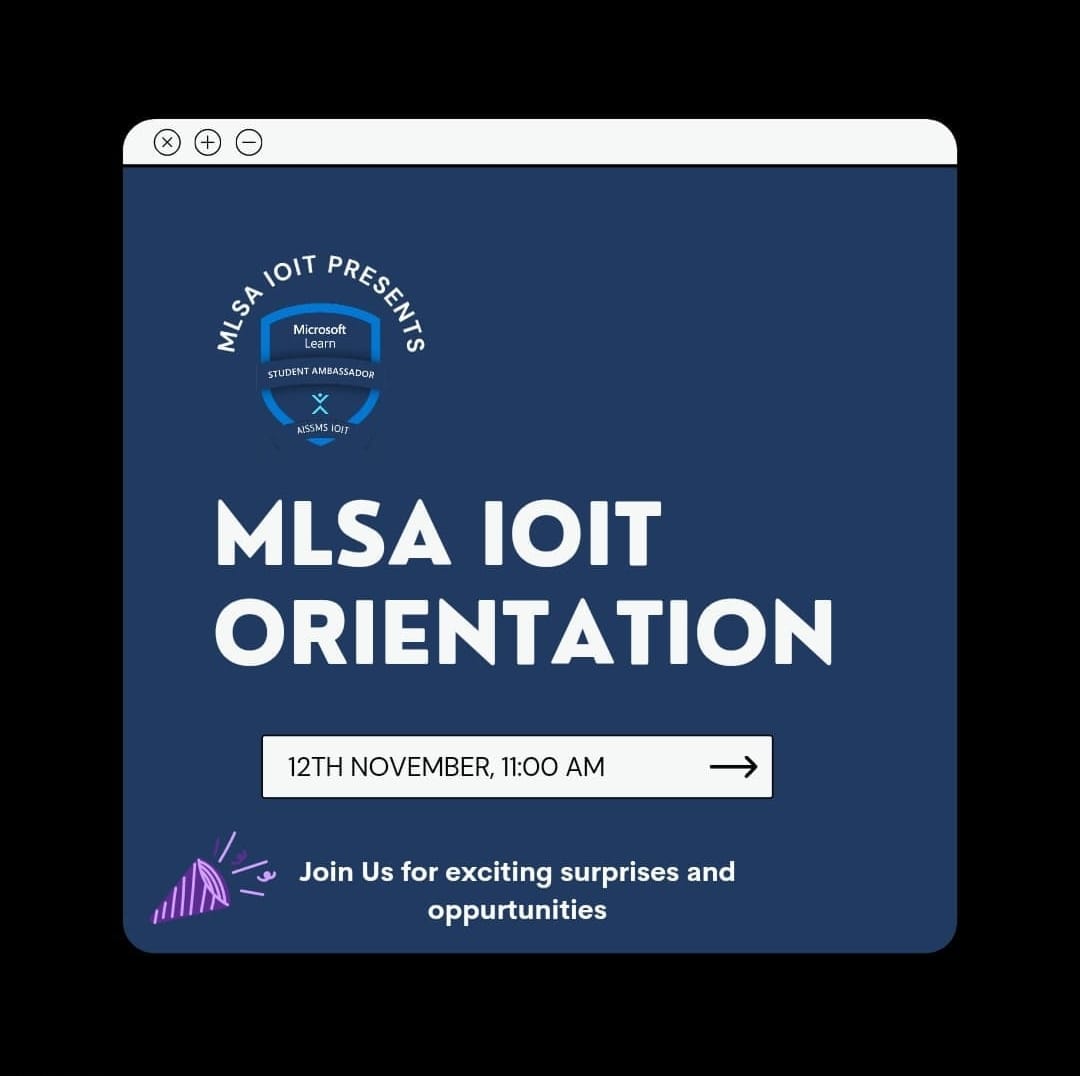 MLSA IOIT PRESENTS
Microsoft
Learn
STUDENT AMBASSADOR
AISSMS IOIT
MLSA IOIT
ORIENTATION
12TH NOVEMBER, 11:00 AM
Join Us for exciting surprises and
oppurtunities